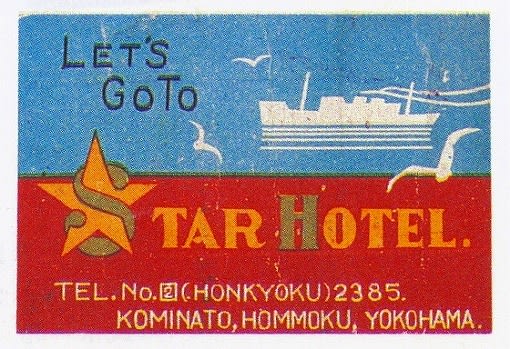 LET'S
GO TO
STAR HOTEL.
TEL. No. 2 (HONKYOKU) 2385.
KOMINATO, HOMMOKU, YOKOHAMA.